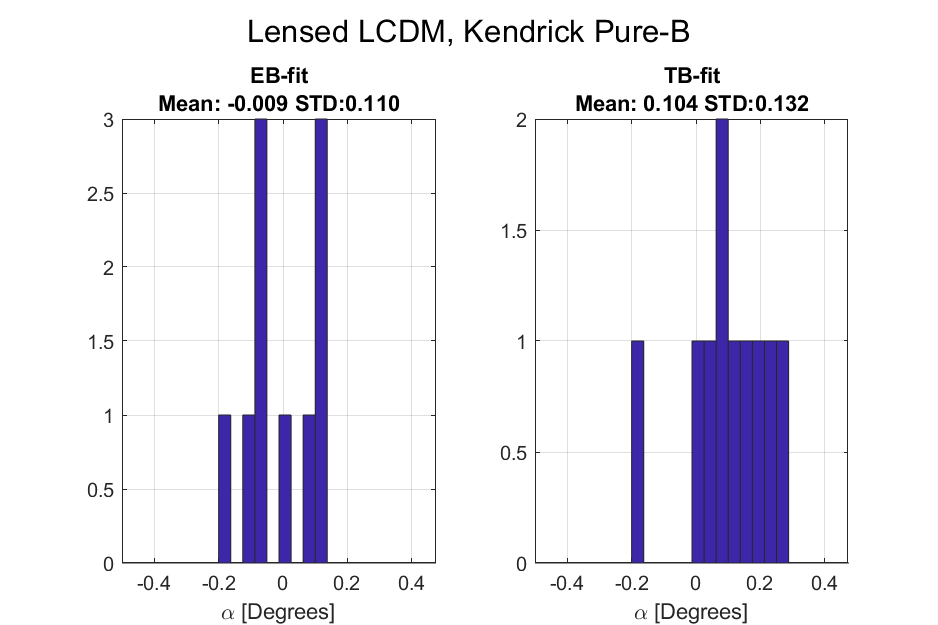 Lensed LCDM, Kendrick Pure-B
EB-fit
Mean: -0.009 STD:0.110
3
2.5
2
1.5
1
0.5
0
-0.4 -0.2 0 0.2 0.4
α [Degrees]
TB-fit
Mean: 0.104 STD:0.132
2
1.5
1
0.5
0
-0.4 -0.2 0 0.2 0.4
α [Degrees]